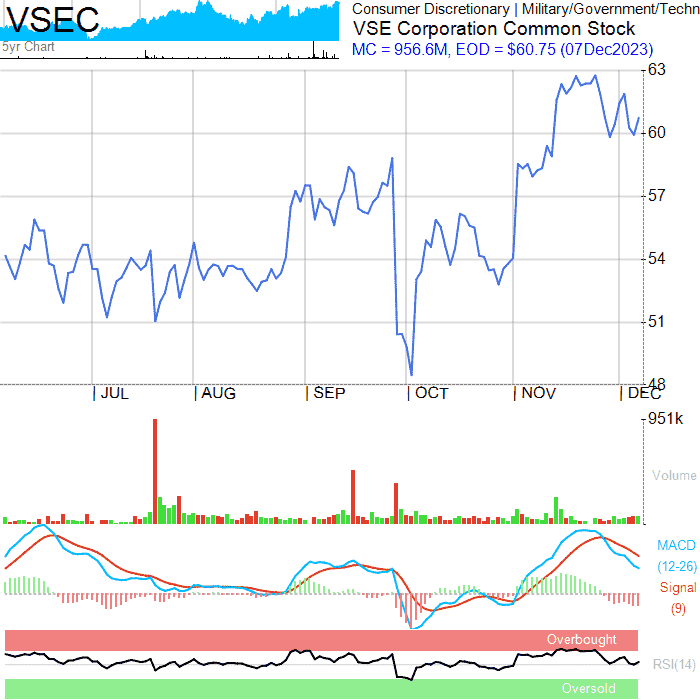 VSEC
5yr Chart
Consumer Discretionary | Military/Government/Techn
VSE Corporation Common Stock
MC = 956.6M, EOD = $60.75 (07Dec2023)
63
60
57
54
51
48
| JUL | AUG | SEP | OCT | NOV | DEC
951k
Volume
MACD
(12-26)
Signal
(9)
Overbought
RSI(14)
Oversold